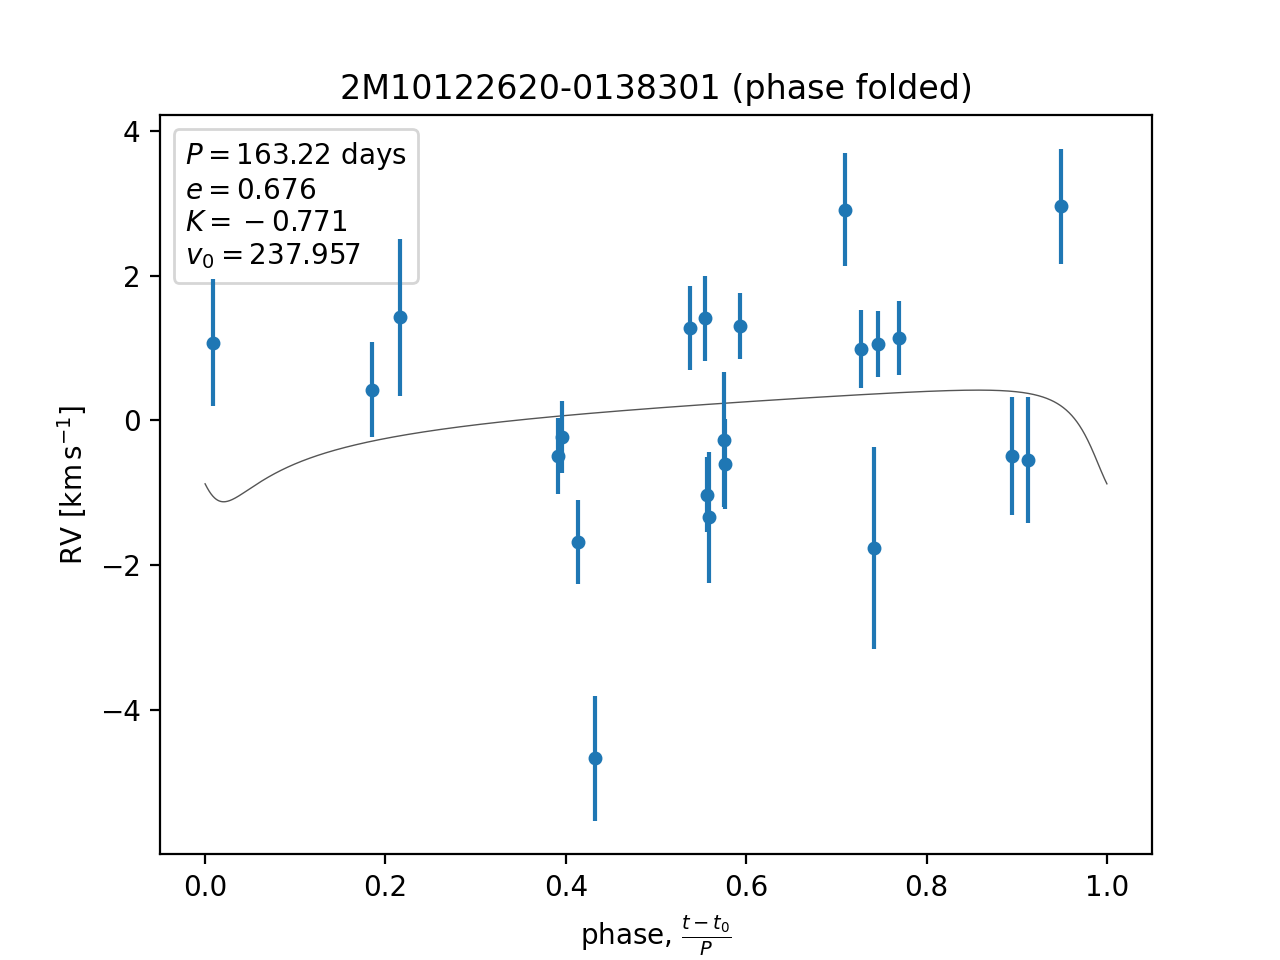 2M10122620-0138301 (phase folded)
P = 163.22 days
e = 0.676
K = −0.771
v₀ = 237.957
4
2
0
−2
−4
RV [km s⁻¹]
0.0 0.2 0.4 0.6 0.8 1.0
phase, (t − t₀)/P